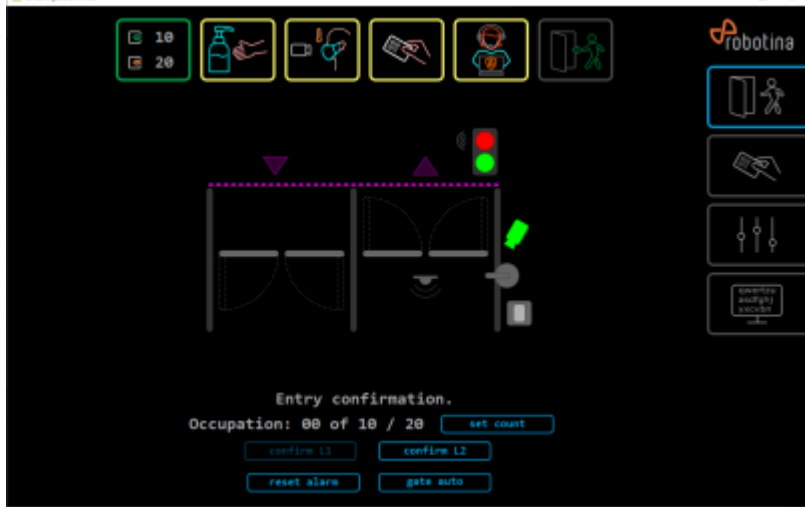 10
20
robotina
Entry confirmation.
Occupation: 00 of 10 / 20 set count
confirm L1 confirm L2
reset alarm gate auto